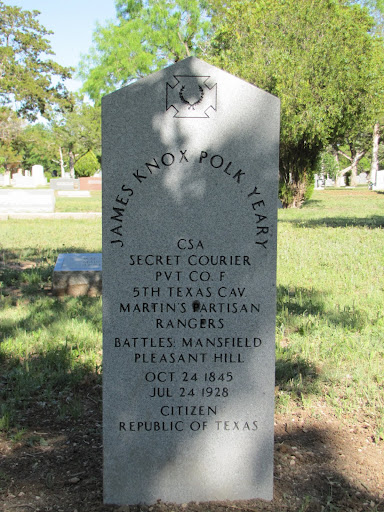 JAMES KNOX POLK YEARY
CSA
SECRET COURIER
PVT CO. F
5TH TEXAS CAV
MARTIN'S PARTISAN
RANGERS
BATTLES: MANSFIELD
PLEASANT HILL
OCT 24 1845
JUL 24 1928
CITIZEN
REPUBLIC OF TEXAS